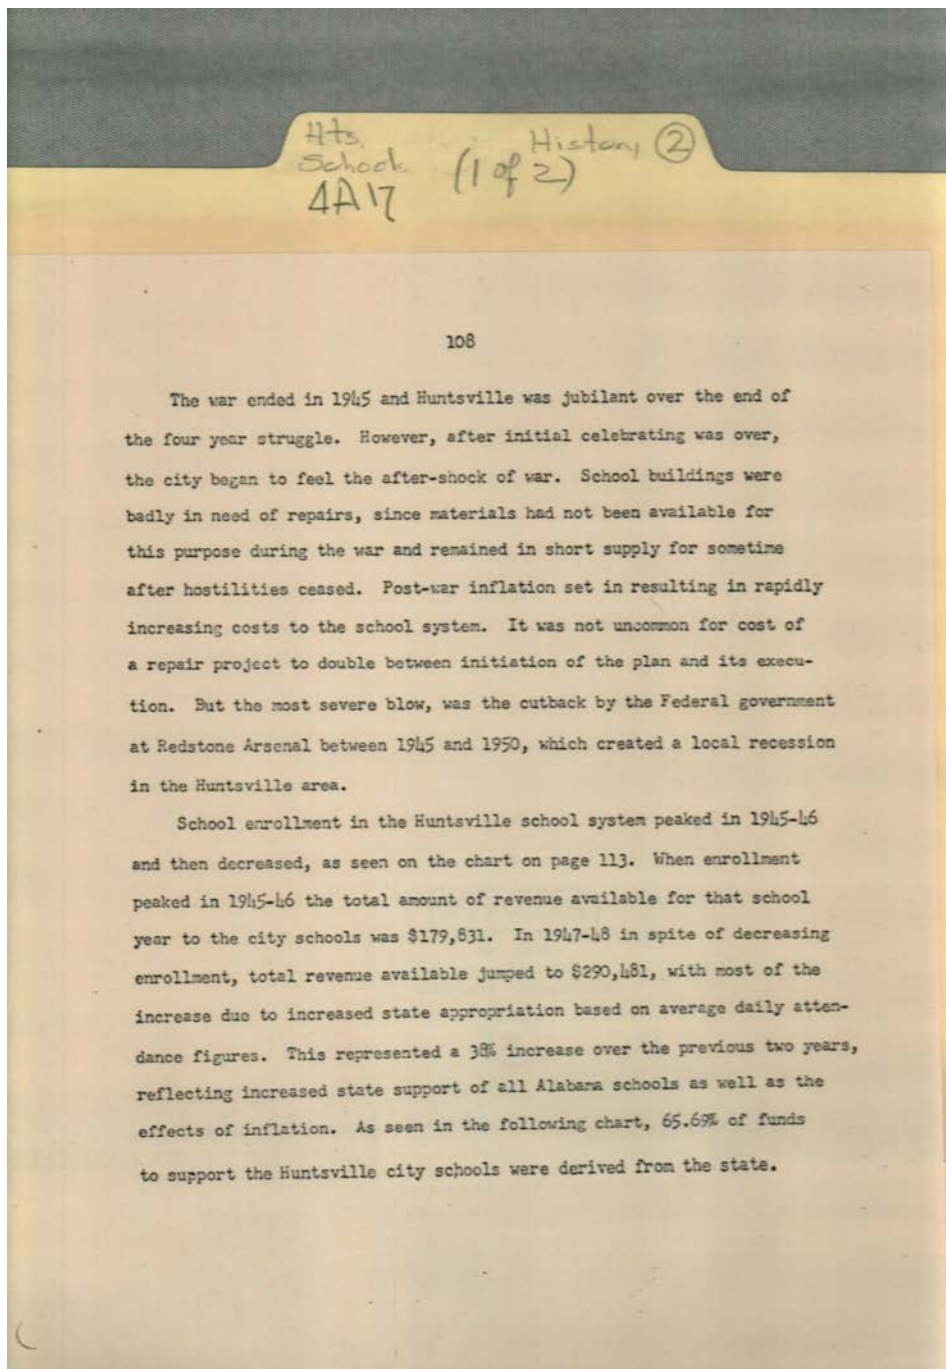 Hts. History 2
School (1 of 2)
4A17
108
The war ended in 1945 and Huntsville was jubilant over the end of
the four year struggle. However, after initial celebrating was over,
the city began to feel the after-shock of war. School buildings were
badly in need of repairs, since materials had not been available for
this purpose during the war and remained in short supply for sometime
after hostilities ceased. Post-war inflation set in resulting in rapidly
increasing costs to the school system. It was not uncommon for cost of
a repair project to double between initiation of the plan and its execu-
tion. But the most severe blow, was the cutback by the Federal government
at Redstone Arsenal between 1945 and 1950, which created a local recession
in the Huntsville area.
School enrollment in the Huntsville school system peaked in 1945-46
and then decreased, as seen on the chart on page 113. When enrollment
peaked in 1945-46 the total amount of revenue available for that school
year to the city schools was $179,831. In 1947-48 in spite of decreasing
enrollment, total revenue available jumped to $290,481, with most of the
increase due to increased state appropriation based on average daily atten-
dance figures. This represented a 38% increase over the previous two years,
reflecting increased state support of all Alabama schools as well as the
effects of inflation. As seen in the following chart, 65.69% of funds
to support the Huntsville city schools were derived from the state.